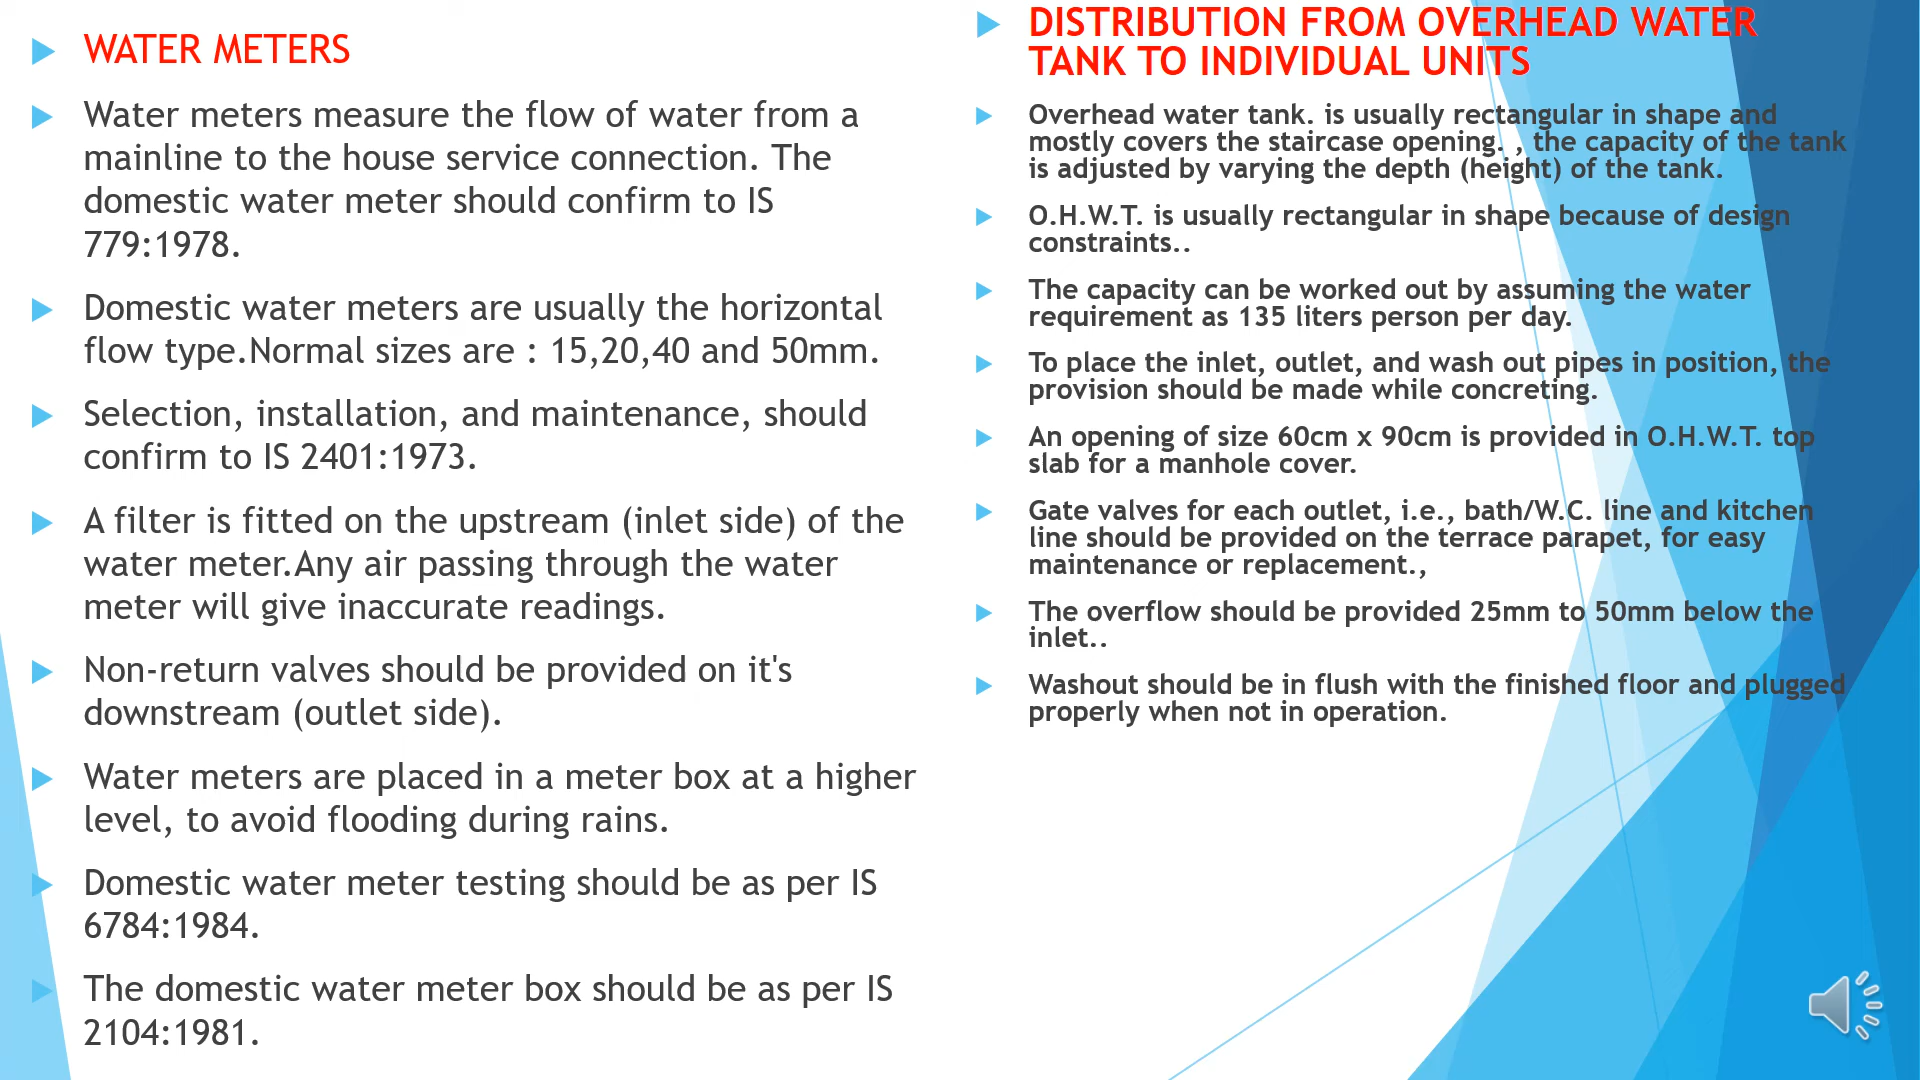 WATER METERS
Water meters measure the flow of water from a
mainline to the house service connection. The
domestic water meter should confirm to IS
779:1978.
Domestic water meters are usually the horizontal
flow type.Normal sizes are : 15,20,40 and 50mm.
Selection, installation, and maintenance, should
confirm to IS 2401:1973.
A filter is fitted on the upstream (inlet side) of the
water meter.Any air passing through the water
meter will give inaccurate readings.
Non-return valves should be provided on it's
downstream (outlet side).
Water meters are placed in a meter box at a higher
level, to avoid flooding during rains.
Domestic water meter testing should be as per IS
6784:1984.
The domestic water meter box should be as per IS
2104:1981.
DISTRIBUTION FROM OVERHEAD WATER
TANK TO INDIVIDUAL UNITS
Overhead water tank. is usually rectangular in shape and
mostly covers the staircase opening. , the capacity of the tank
is adjusted by varying the depth (height) of the tank.
O.H.W.T. is usually rectangular in shape because of design
constraints..
The capacity can be worked out by assuming the water
requirement as 135 liters person per day.
To place the inlet, outlet, and wash out pipes in position, the
provision should be made while concreting.
An opening of size 60cm x 90cm is provided in O.H.W.T. top
slab for a manhole cover.
Gate valves for each outlet, i.e., bath/W.C. line and kitchen
line should be provided on the terrace parapet, for easy
maintenance or replacement.,
The overflow should be provided 25mm to 50mm below the
inlet..
Washout should be in flush with the finished floor and plugged
properly when not in operation.